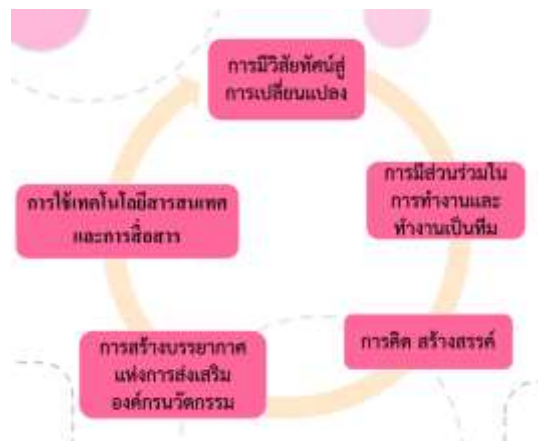 การมีวิสัยทัศน์สู่
การเปลี่ยนแปลง
การมีส่วนร่วมใน
การทำงานและ
ทำงานเป็นทีม
การคิด สร้างสรรค์
การสร้างบรรยากาศ
แห่งการส่งเสริม
องค์กรนวัตกรรม
การใช้เทคโนโลยีสารสนเทศ
และการสื่อสาร